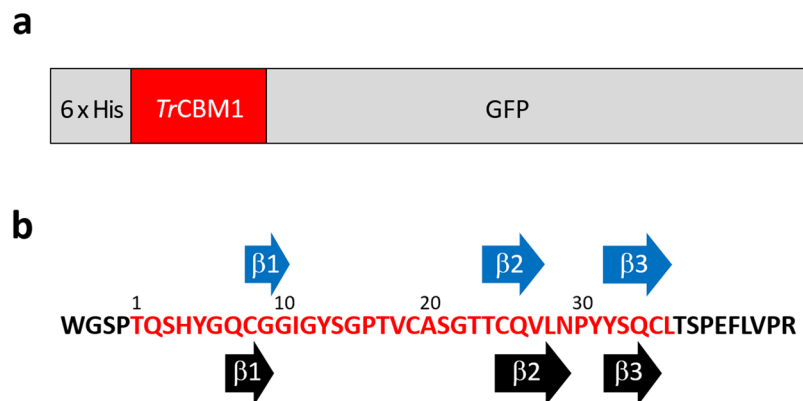 a
6 x His TrCBM1 GFP
b
β1 β2 β3
1 10 20 30
WGSPTQSHYGQCGGIGYSGPTVCASGTTCQVLNPYYSQCLTSPEFLVPR
β1 β2 β3